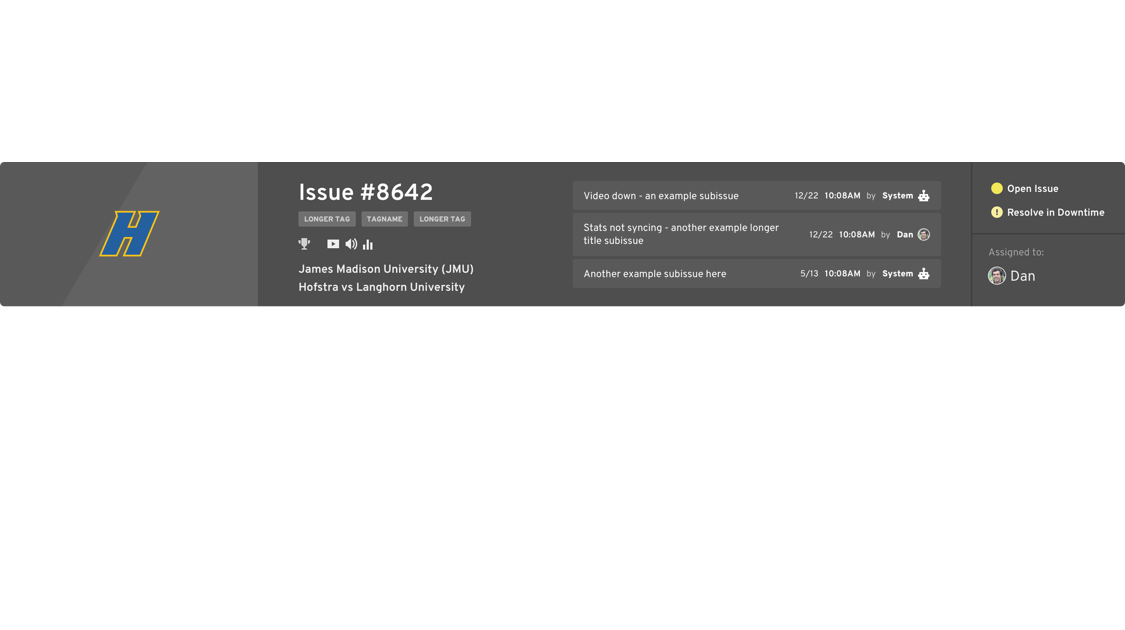 H
Issue #8642
LONGER TAG TAGNAME LONGER TAG
James Madison University (JMU)
Hofstra vs Langhorn University
Video down - an example subissue 12/22 10:08AM by System
Stats not syncing - another example longer
title subissue 12/22 10:08AM by Dan
Another example subissue here 5/13 10:08AM by System
Open Issue
! Resolve in Downtime
Assigned to:
Dan